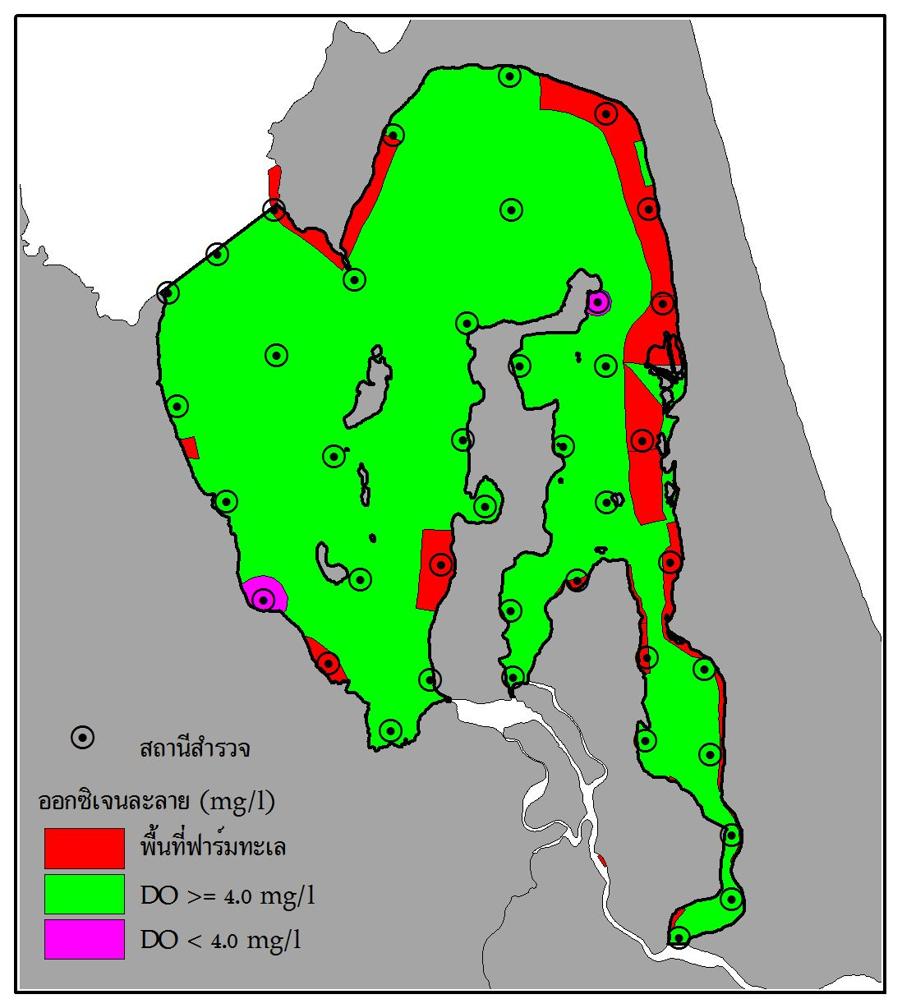 สถานีสำรวจ
ออกซิเจนละลาย (mg/l)
พื้นที่ฟาร์มทะเล
DO >= 4.0 mg/l
DO < 4.0 mg/l